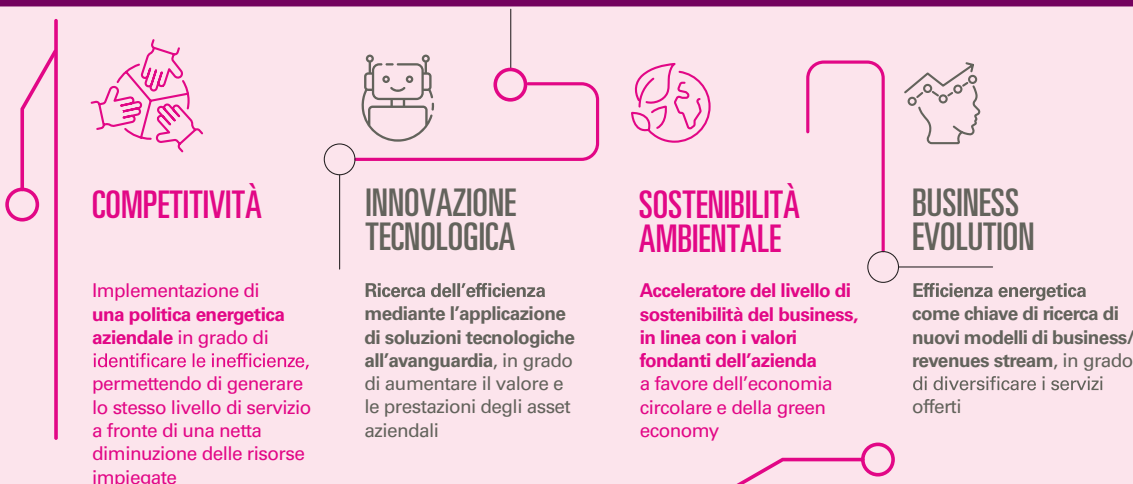 COMPETITIVITÀ
Implementazione di
una politica energetica
aziendale in grado di
identificare le inefficienze,
permettendo di generare
lo stesso livello di servizio
a fronte di una netta
diminuzione delle risorse
impiegate
INNOVAZIONE
TECNOLOGICA
Ricerca dell'efficienza
mediante l'applicazione
di soluzioni tecnologiche
all'avanguardia, in grado
di aumentare il valore e
le prestazioni degli asset
aziendali
SOSTENIBILITÀ
AMBIENTALE
Acceleratore del livello di
sostenibilità del business,
in linea con i valori
fondanti dell'azienda
a favore dell'economia
circolare e della green
economy
BUSINESS
EVOLUTION
Efficienza energetica
come chiave di ricerca di
nuovi modelli di business/
revenues stream, in grado
di diversificare i servizi
offerti